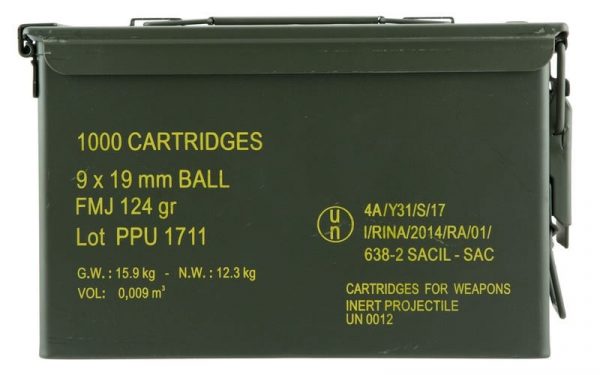 1000 CARTRIDGES
9 x 19 mm BALL
FMJ 124 gr
Lot PPU 1711
G.W. : 15.9 kg - N.W. : 12.3 kg
VOL: 0,009 m³
un
4A/Y31/S/17
I/RINA/2014/RA/01/
638-2 SACIL - SAC
CARTRIDGES FOR WEAPONS
INERT PROJECTILE
UN 0012